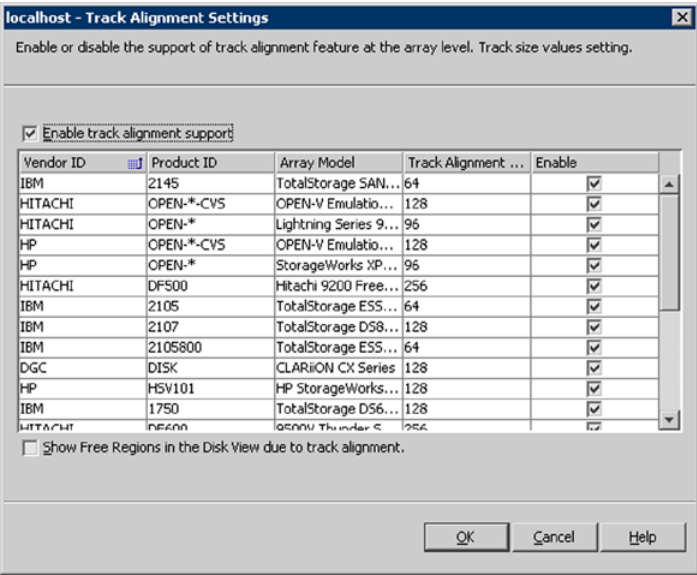 localhost - Track Alignment Settings
Enable or disable the support of track alignment feature at the array level. Track size values setting.
Enable track alignment support
Vendor ID Product ID Array Model Track Alignment ... Enable
IBM 2145 TotalStorage SAN... 64
HITACHI OPEN-*-CVS OPEN-V Emulatio... 128
HITACHI OPEN-* Lightning Series 9... 96
HP OPEN-*-CVS OPEN-V Emulatio... 128
HP OPEN-* StorageWorks XP... 96
HITACHI DF500 Hitachi 9200 Free... 256
IBM 2105 TotalStorage ESS... 64
IBM 2107 TotalStorage DS8... 128
IBM 2105800 TotalStorage ESS... 64
DGC DISK CLARiiON CX Series 128
HP HSV101 HP StorageWorks... 128
IBM 1750 TotalStorage DS6... 128
HITACHI DF600 9500V Thunder S... 256
Show Free Regions in the Disk View due to track alignment.
OK Cancel Help